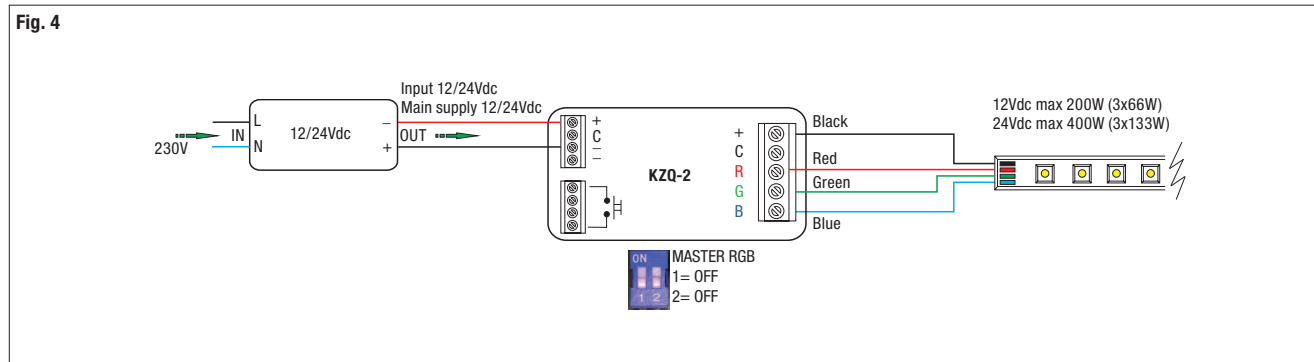 Fig. 4
Input 12/24Vdc
Main supply 12/24Vdc
L
IN
N
230V
12/24Vdc
–
+
OUT
+
C
–
–
KZQ-2
+
C
R
G
B
Black
Red
Green
Blue
12Vdc max 200W (3x66W)
24Vdc max 400W (3x133W)
ON
1 2
MASTER RGB
1= OFF
2= OFF